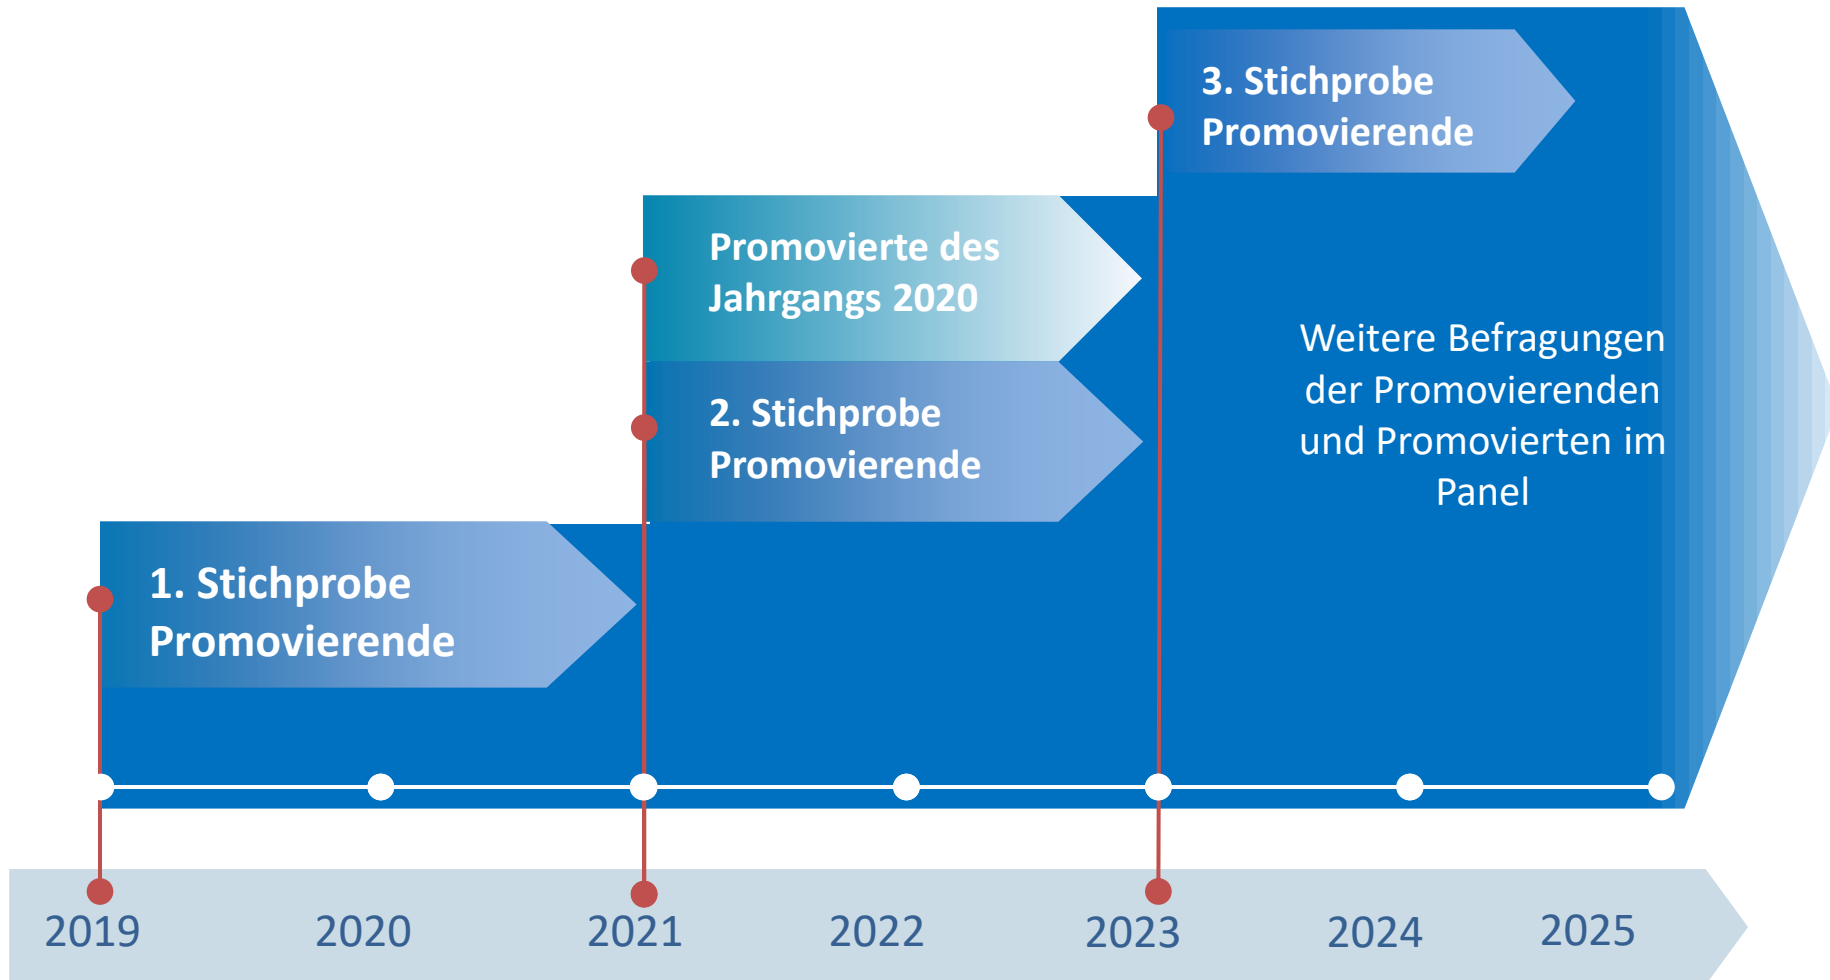 3. Stichprobe
Promovierende
Promovierte des
Jahrgangs 2020
2. Stichprobe
Promovierende
Weitere Befragungen
der Promovierenden
und Promovierten im
Panel
1. Stichprobe
Promovierende
2019
2020
2021
2022
2023
2024
2025